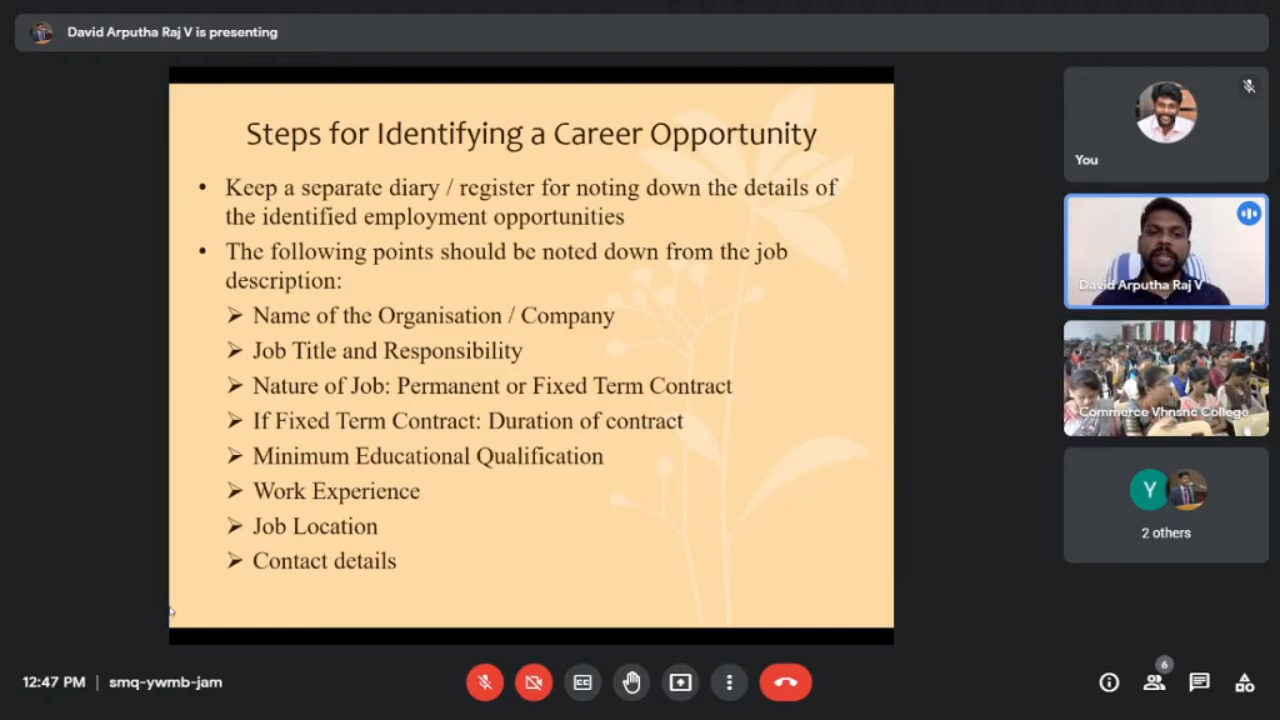 David Arputha Raj V is presenting
Steps for Identifying a Career Opportunity
• Keep a separate diary / register for noting down the details of
the identified employment opportunities
• The following points should be noted down from the job
description:
➢ Name of the Organisation / Company
➢ Job Title and Responsibility
➢ Nature of Job: Permanent or Fixed Term Contract
➢ If Fixed Term Contract: Duration of contract
➢ Minimum Educational Qualification
➢ Work Experience
➢ Job Location
➢ Contact details
You
David Arputha Raj V
Commerce Vhnsnc College
Y
2 others
12:47 PM | smq-ywmb-jam
CC
6